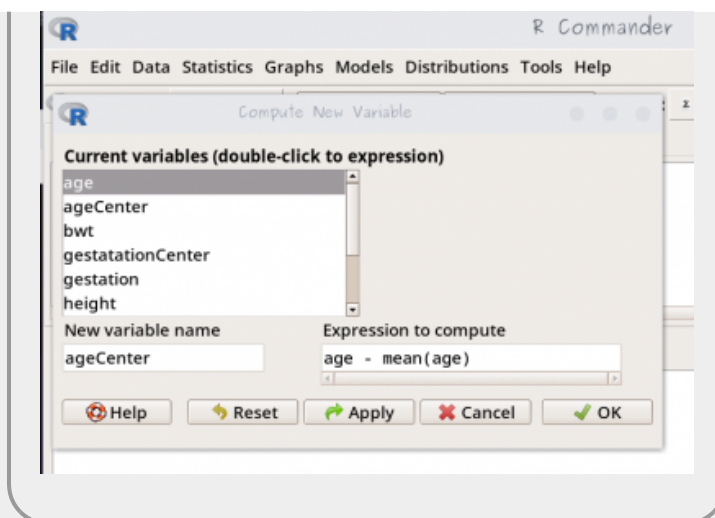 R Commander
File Edit Data Statistics Graphs Models Distributions Tools Help
Compute New Variable
Current variables (double-click to expression)
age
ageCenter
bwt
gestatationCenter
gestation
height
New variable name Expression to compute
ageCenter age - mean(age)
Help Reset Apply Cancel OK